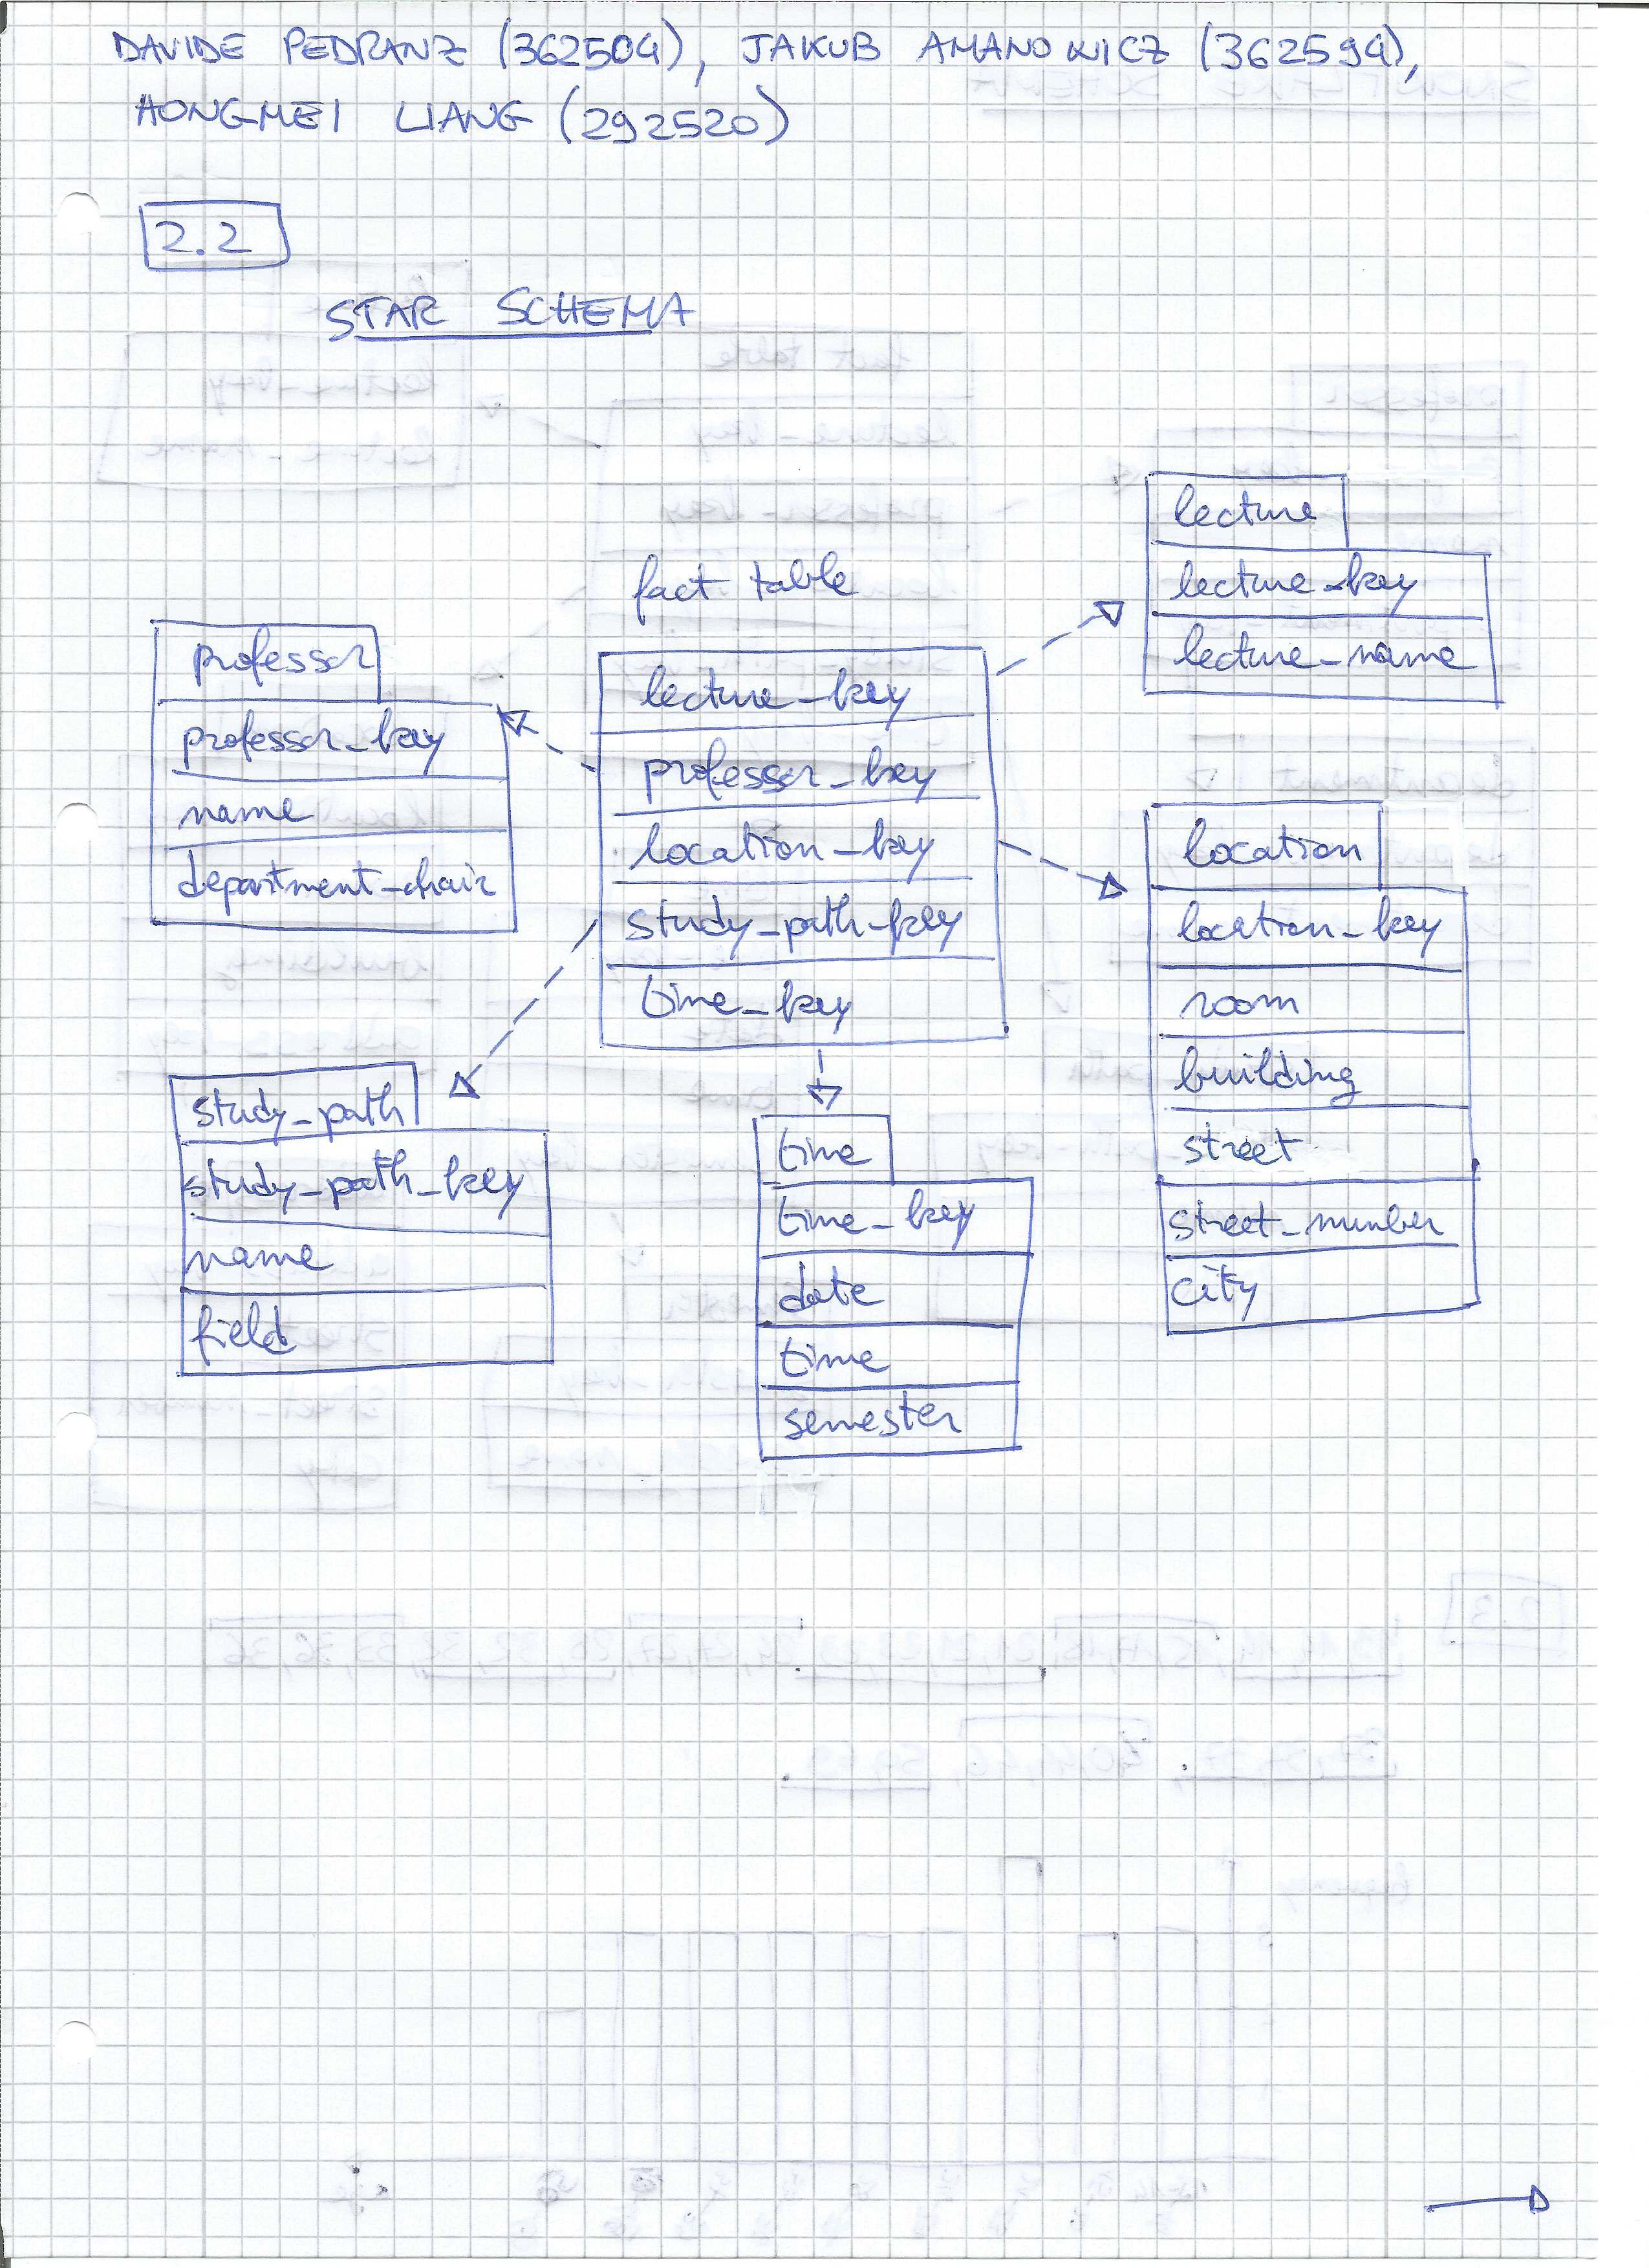 DAVIDE PEDRANZ (362504), JAKUB AMANOWICZ (362594),
HONGMEI LIANG (292520)
2.2
STAR SCHEMA
fact table
lecture_key
professor_key
location_key
study_path_key
time_key
professor
professor_key
name
department_chair
lecture
lecture_key
lecture_name
location
location_key
room
building
street
street_number
city
study_path
study_path_key
name
field
time
time_key
date
time
semester